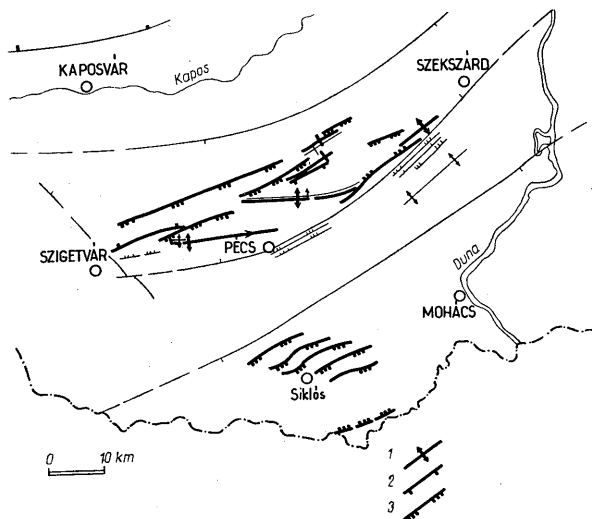 KAPOSVÁR
Kapos
SZEKSZÁRD
SZIGETVÁR
PÉCS
Duna
MOHÁCS
Siklós
0 10 km
1
2
3